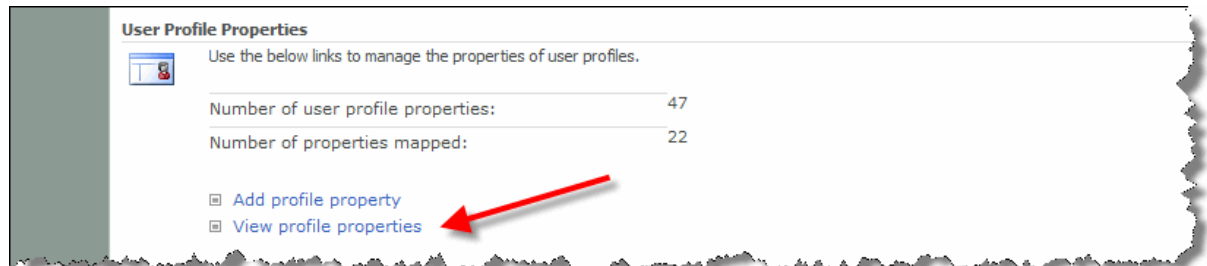 User Profile Properties
Use the below links to manage the properties of user profiles.
Number of user profile properties: 47
Number of properties mapped: 22
Add profile property
View profile properties